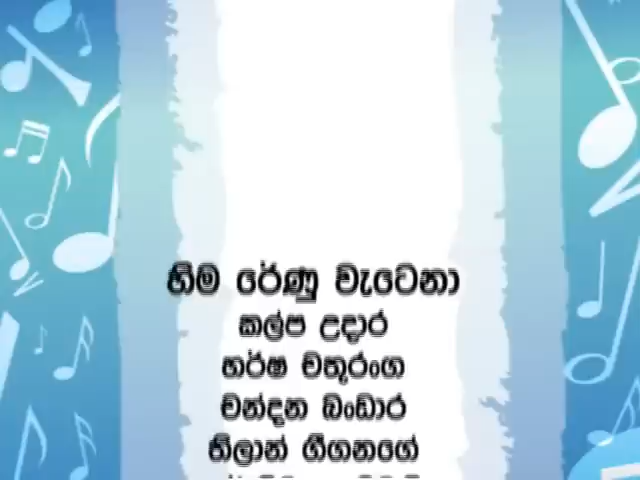 හිම රේණු වැටෙනා
කල්ප උදාර
හර්ෂ චතුරංග
චන්දන බංඩාර
හිලාන් ගීගනගේ